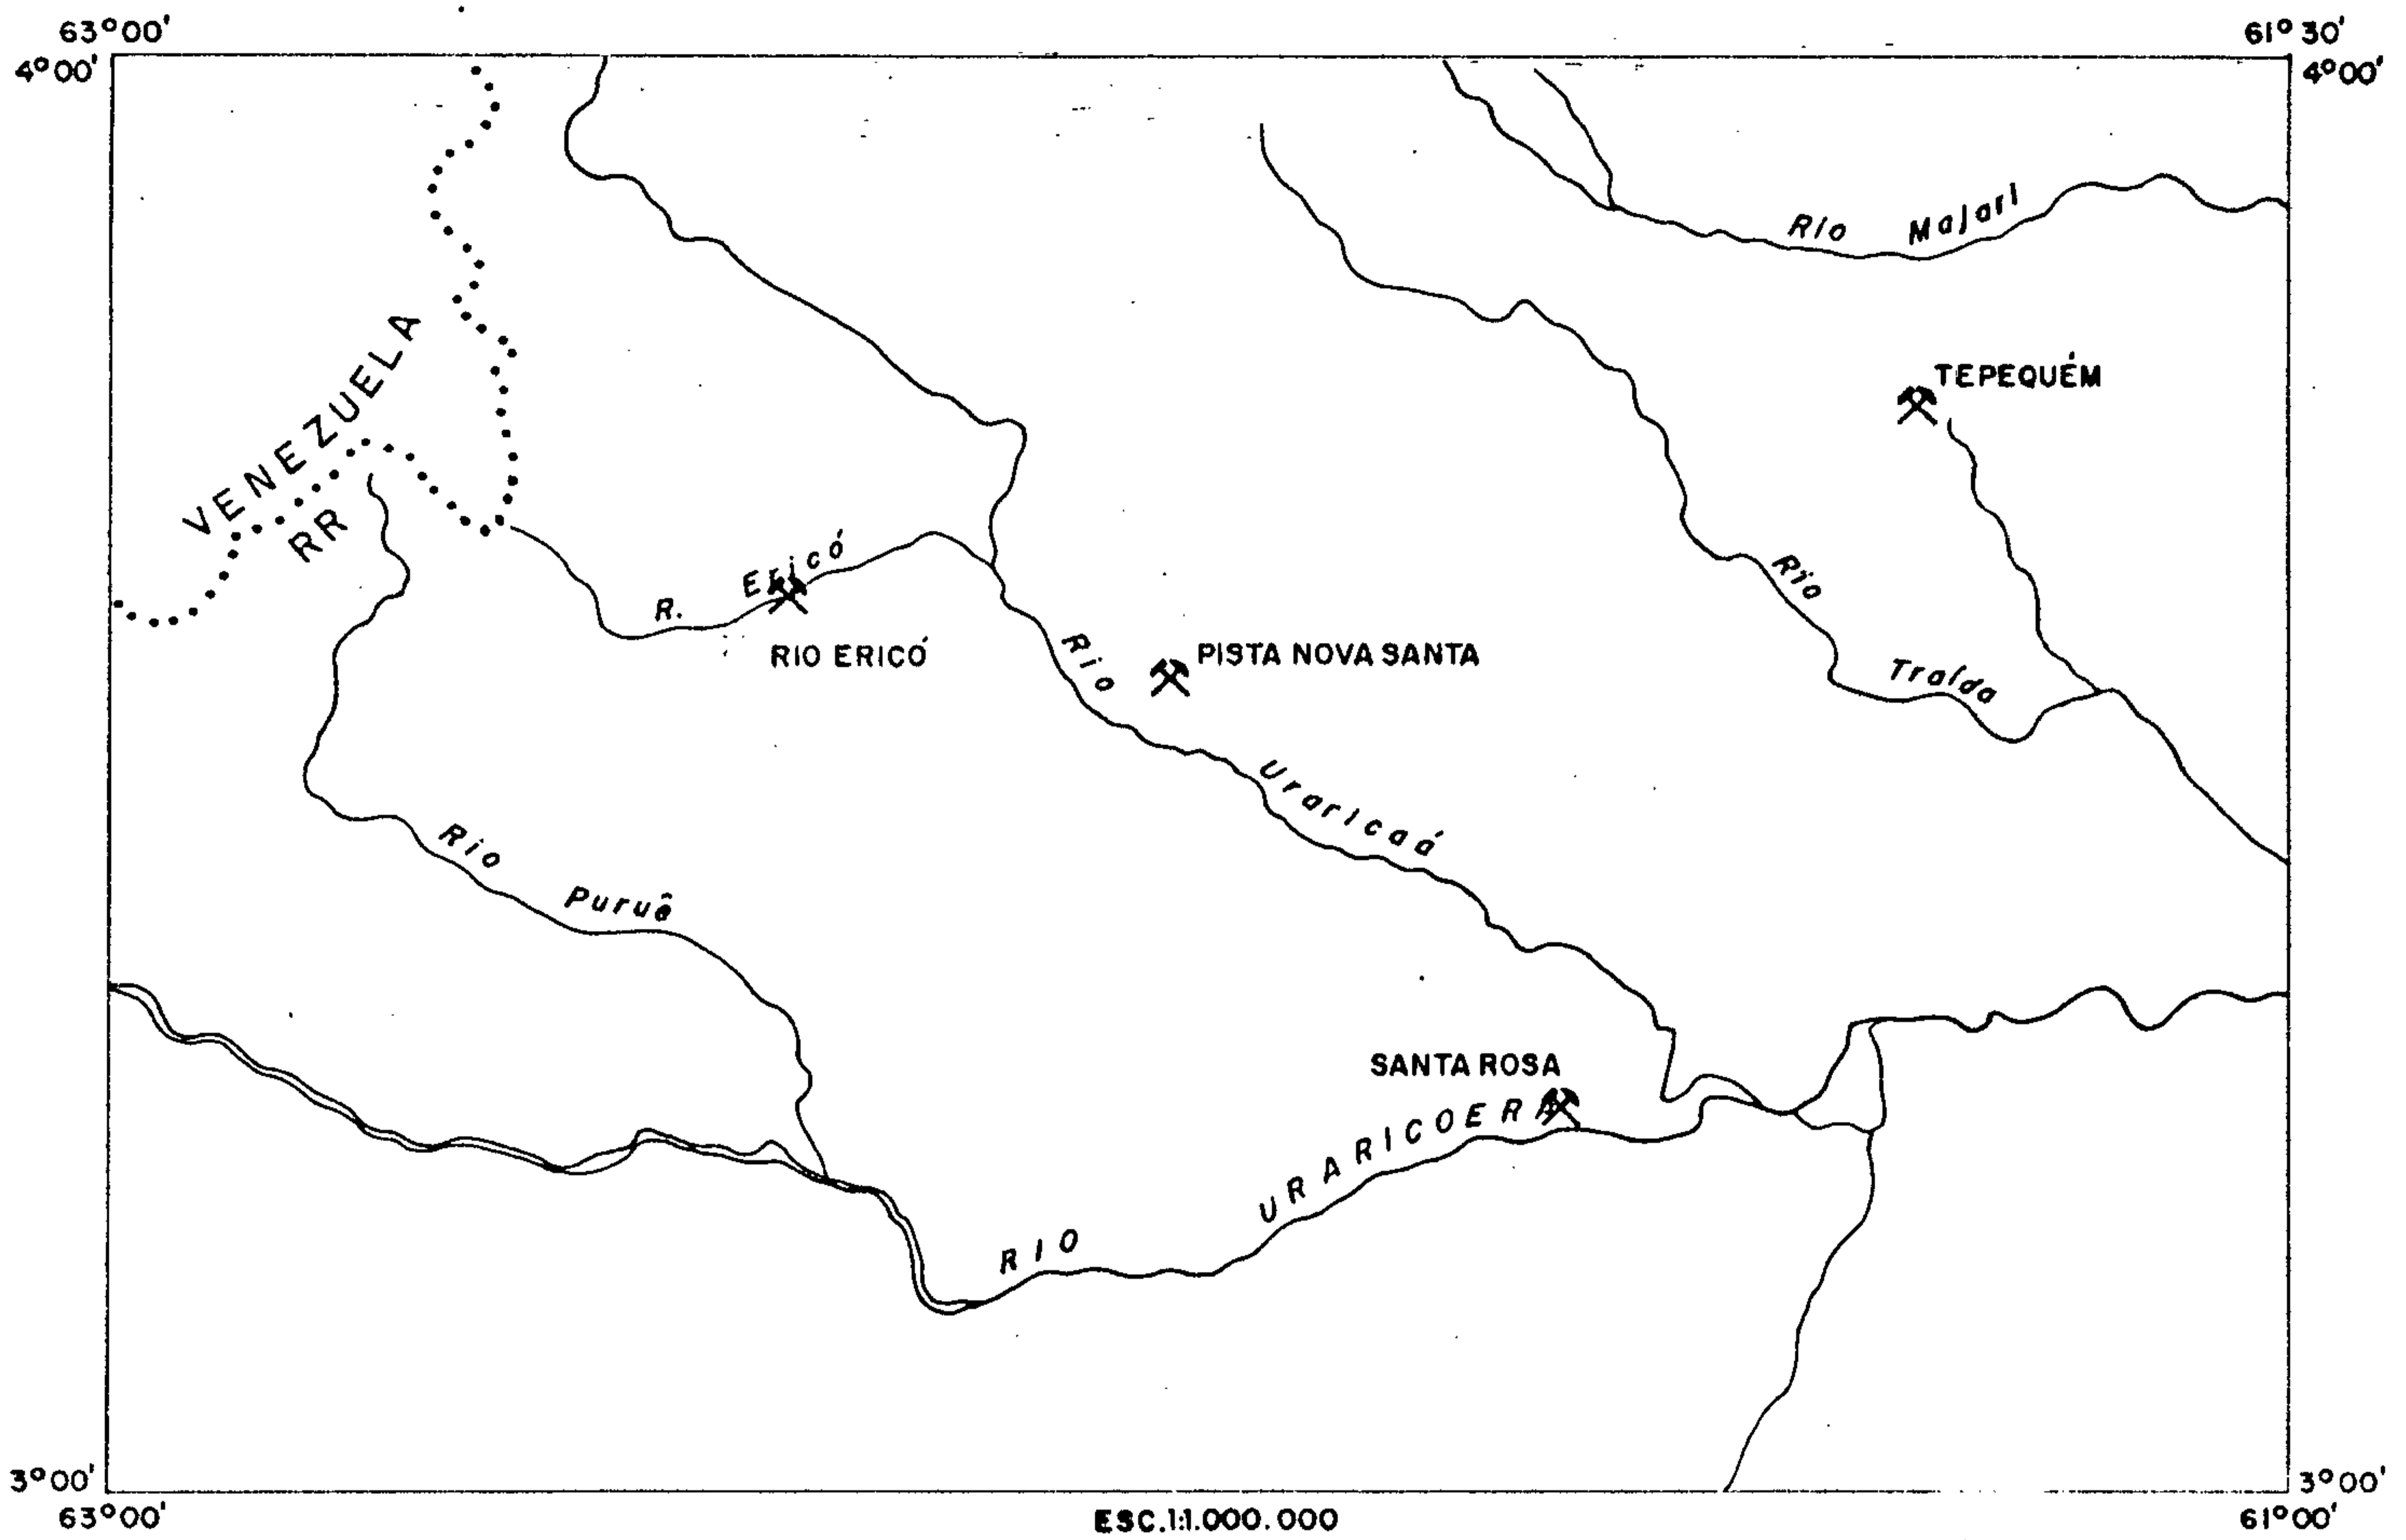 63°00'
61°30'
4°00'
4°00'
Rio Majari
TEPEQUÉM
VENEZUELA
RR
R. Ericó
RIO ERICÓ
Rio Uraricaá
PISTA NOVA SANTA
Rio Traída
Rio Puruê
SANTA ROSA
RIO URARICOERA
3°00'
3°00'
63°00'
ESC.1:1.000.000
61°00'